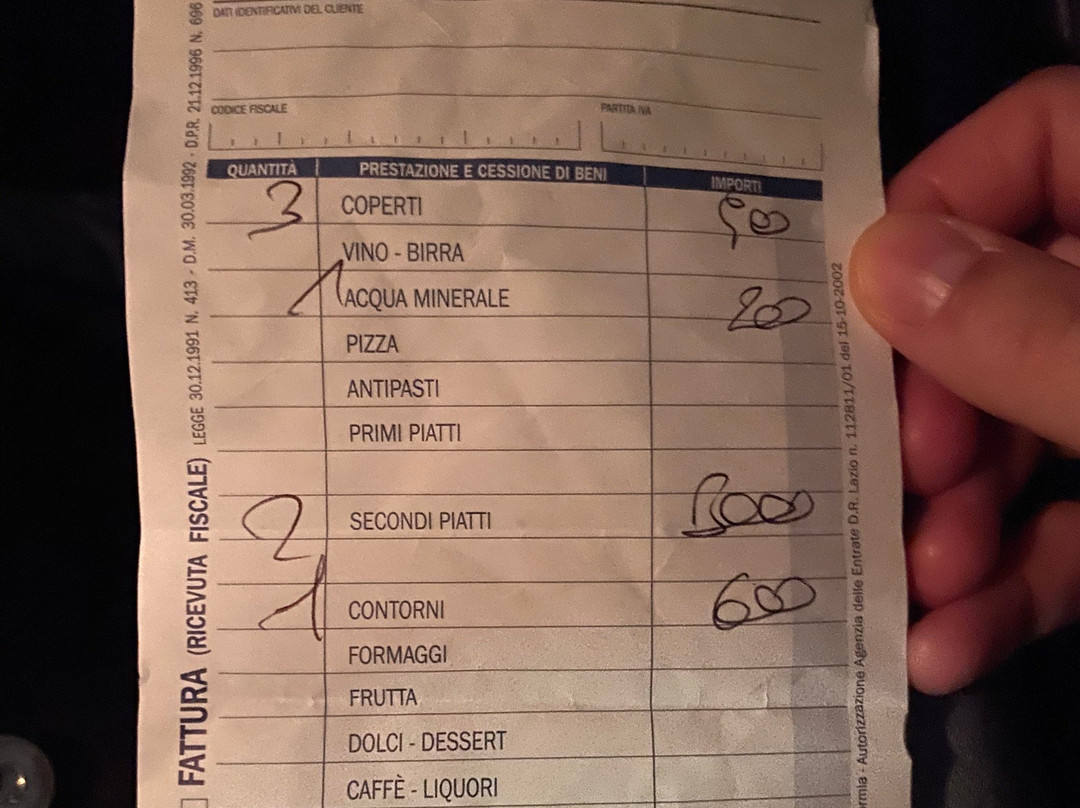 DATI IDENTIFICATIVI DEL CLIENTE
CODICE FISCALE PARTITA IVA
QUANTITÀ PRESTAZIONE E CESSIONE DI BENI IMPORTI
3 COPERTI
VINO - BIRRA
1 ACQUA MINERALE 200
PIZZA
ANTIPASTI
PRIMI PIATTI
2 SECONDI PIATTI
1 CONTORNI 600
FORMAGGI
FRUTTA
DOLCI - DESSERT
CAFFÈ - LIQUORI
FATTURA (RICEVUTA FISCALE) LEGGE 30.12.1991 N. 413 - D.M. 30.03.1992 - D.P.R. 21.12.1996 N. 696
rmia - Autorizzazione Agenzia delle Entrate D.R. Lazio n. 112811/01 del 15-10-2002